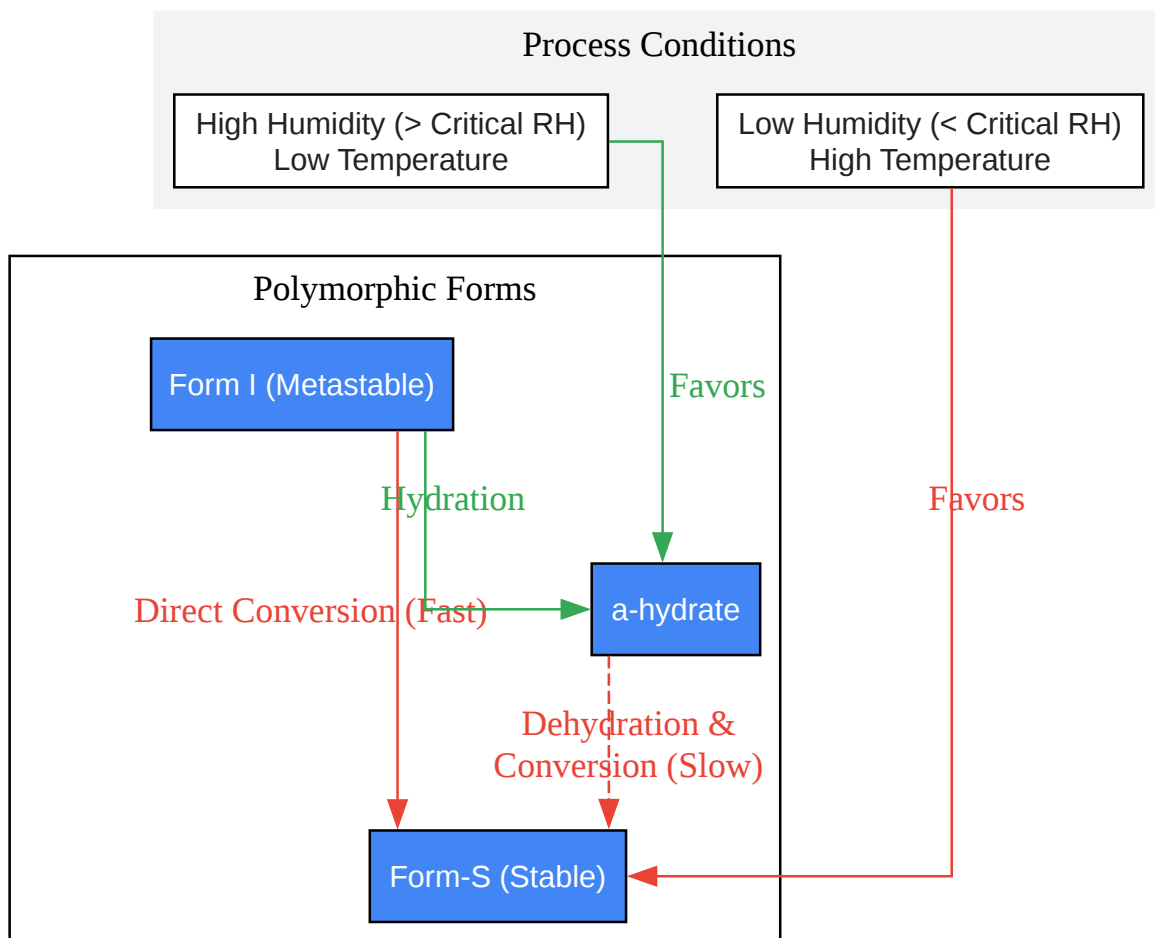 Process Conditions
High Humidity (> Critical RH)
Low Temperature
Low Humidity (< Critical RH)
High Temperature
Polymorphic Forms
Form I (Metastable)
Favors
Hydration
Favors
Direct Conversion (Fast)
a-hydrate
Dehydration &
Conversion (Slow)
Form-S (Stable)